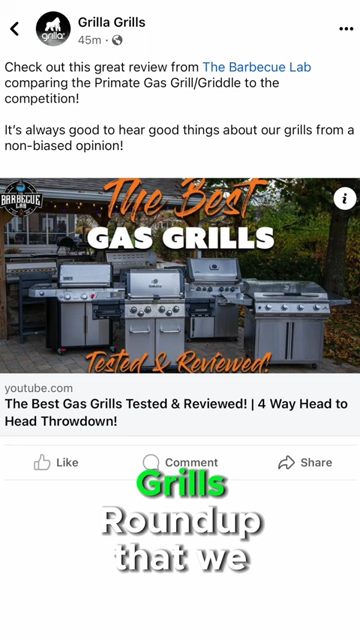 Grilla Grills
45m ·
Check out this great review from The Barbecue Lab
comparing the Primate Gas Grill/Griddle to the
competition!
It's always good to hear good things about our grills from a
non-biased opinion!
grilla
BARBECUE
LAB
The Best
GAS GRILLS
Tested & Reviewed!
youtube.com
The Best Gas Grills Tested & Reviewed! | 4 Way Head to
Head Throwdown!
Like
Comment
Share
Grills
Roundup
that we